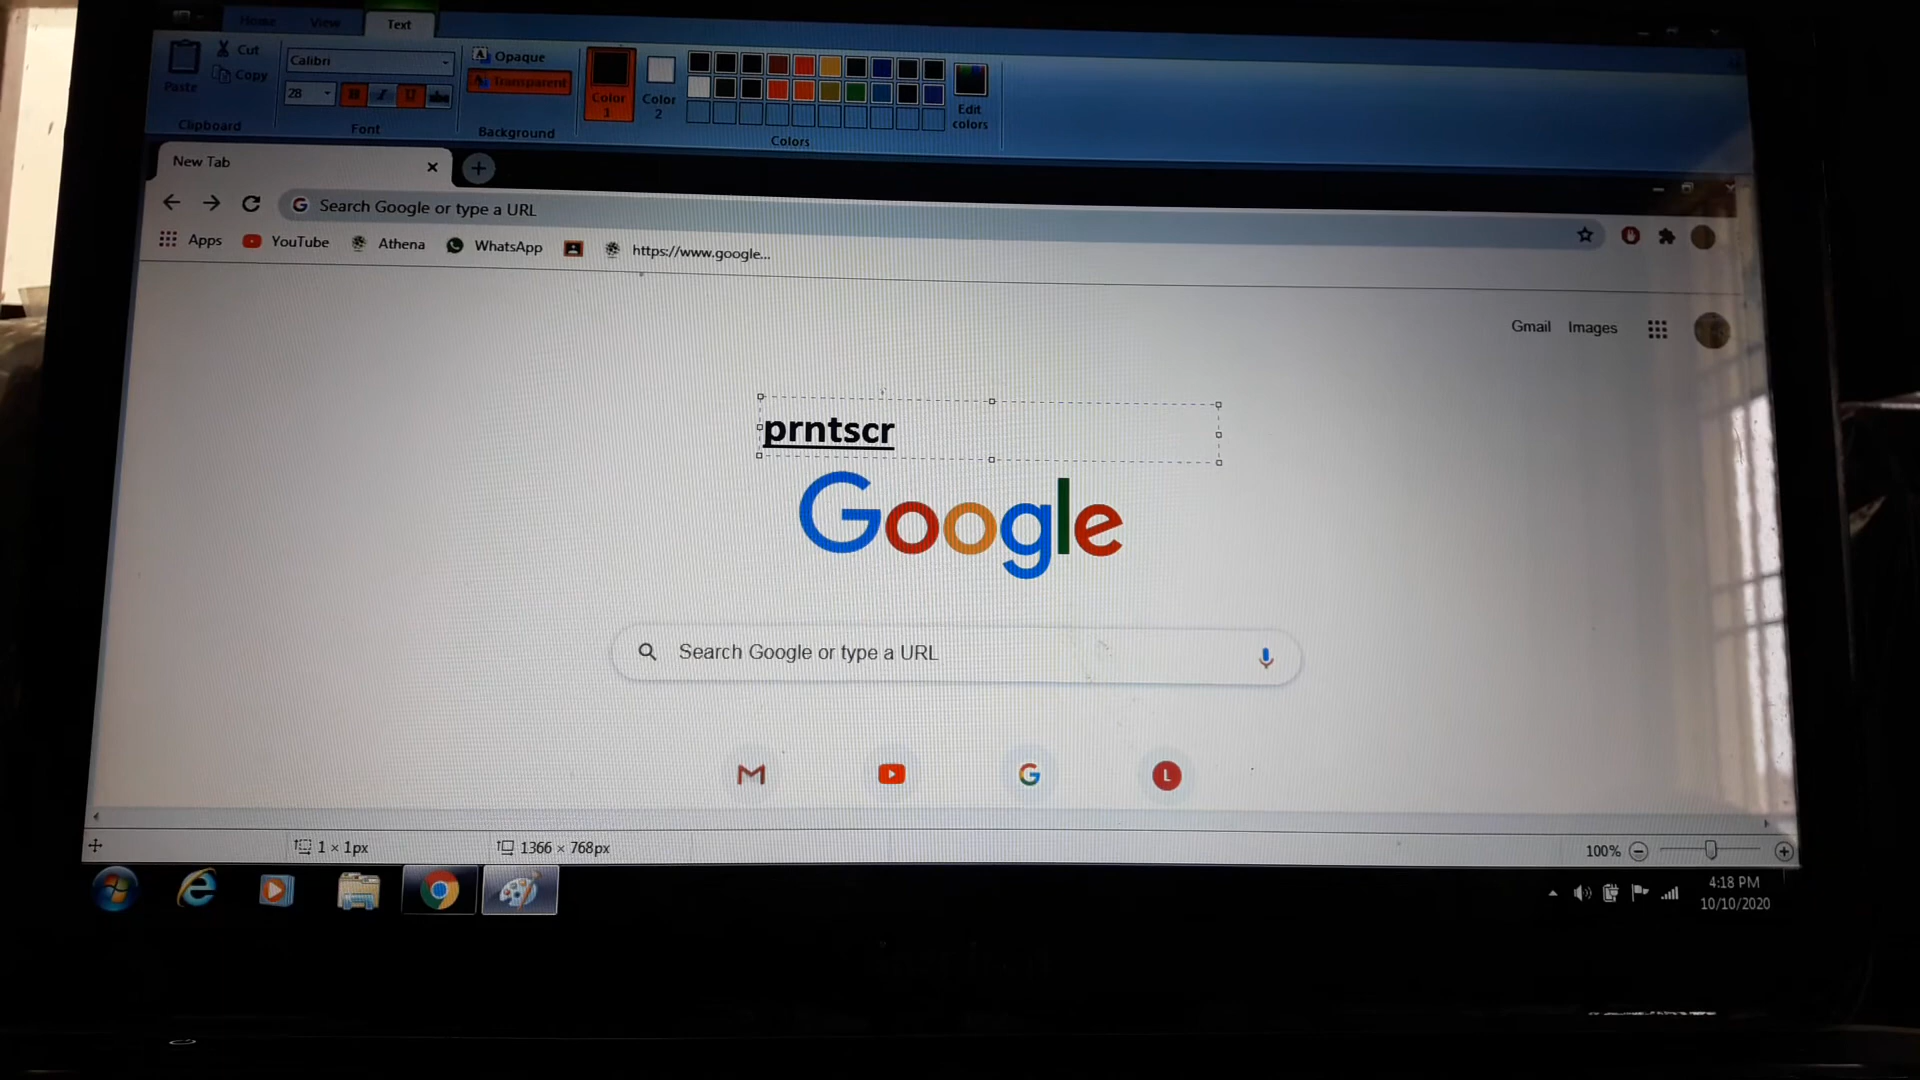 Home View Text
Cut
Calibri
Opaque
Paste
Copy
28
Transparent
Color 1
Color 2
Edit colors
Clipboard
Font
Background
Colors
New Tab
Search Google or type a URL
Apps YouTube Athena WhatsApp https://www.google...
Gmail Images
prntscr
Google
Search Google or type a URL
L
1 × 1px
1366 × 768px
100%
4:18 PM
10/10/2020